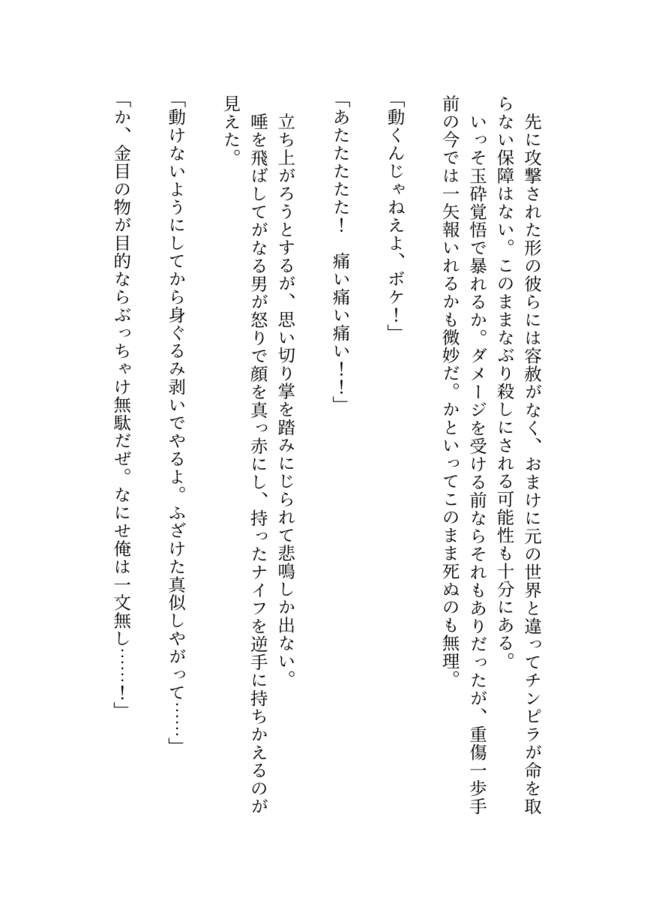 先に攻撃された形の彼らには容赦がなく、おまけに元の世界と違ってチンピラが命を取
らない保障はない。このままなぶり殺しにされる可能性も十分にある。
　いっそ玉砕覚悟で暴れるか。ダメージを受ける前ならそれもありだったが、重傷一歩手
前の今では一矢報いれるかも微妙だ。かといってこのまま死ぬのも無理。
「動くんじゃねえよ、ボケ！」
「あたたたたた！　痛い痛い痛い！！」
　立ち上がろうとするが、思い切り掌を踏みにじられて悲鳴しか出ない。
　唾を飛ばしてがなる男が怒りで顔を真っ赤にし、持ったナイフを逆手に持ちかえるのが
見えた。
「動けないようにしてから身ぐるみ剥いでやるよ。ふざけた真似しやがって……」
「か、金目の物が目的ならぶっちゃけ無駄だぜ。なにせ俺は一文無し……！」